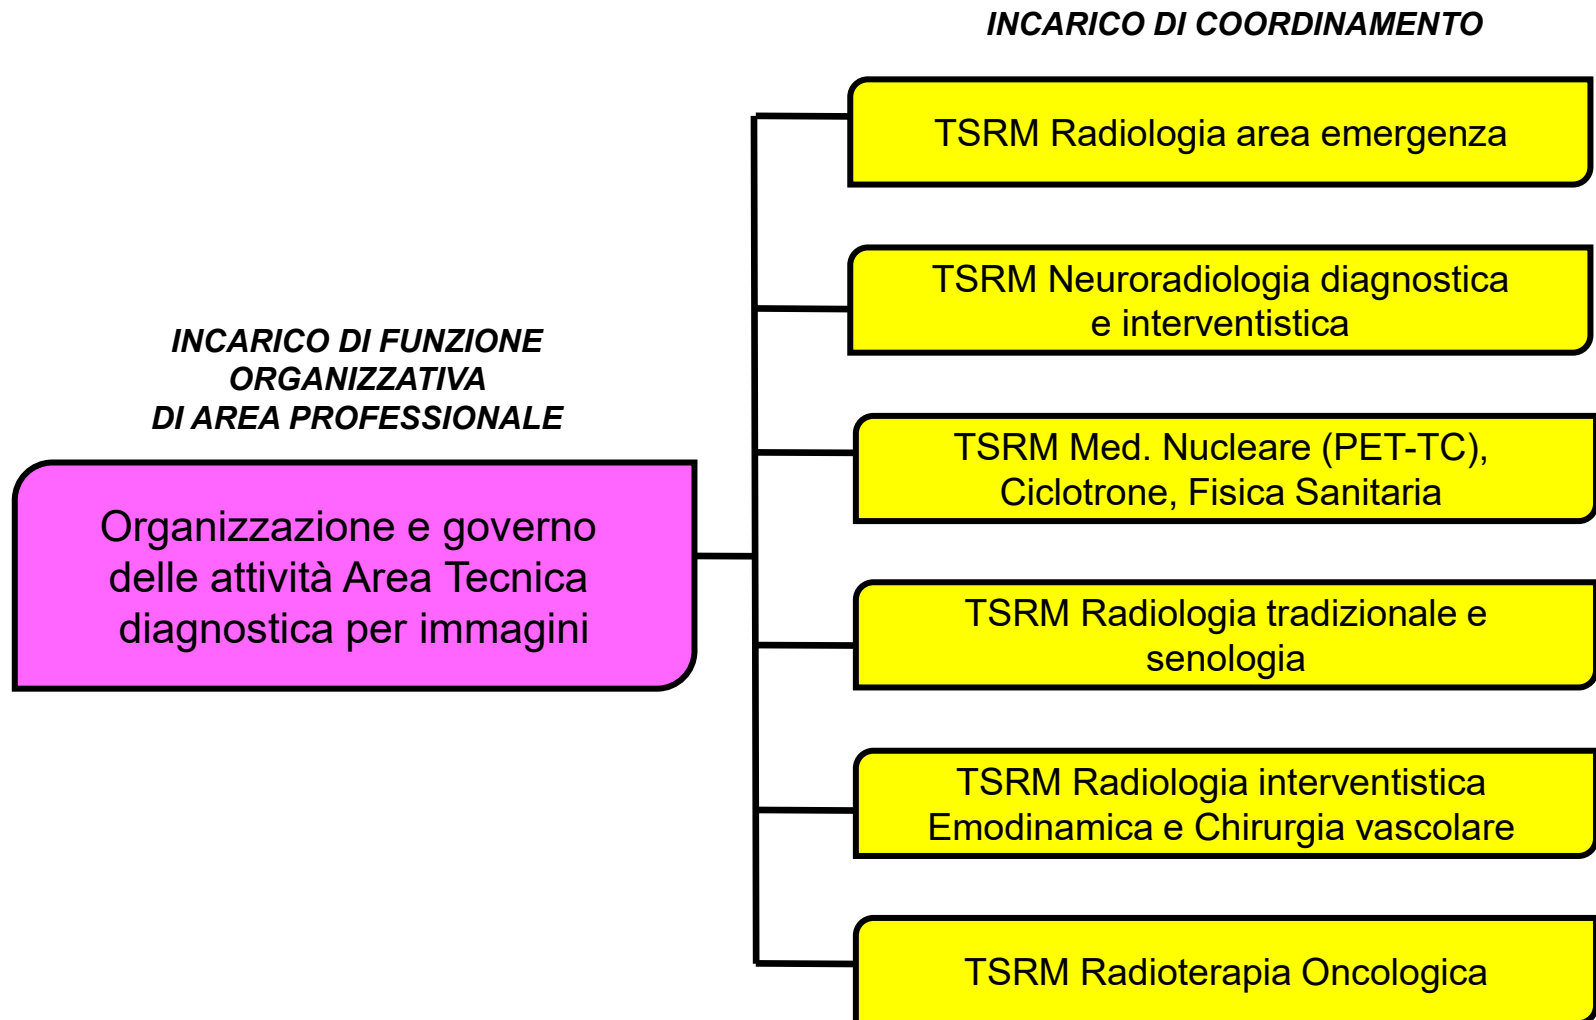 INCARICO DI COORDINAMENTO
TSRM Radiologia area emergenza
TSRM Neuroradiologia diagnostica
e interventistica
INCARICO DI FUNZIONE
ORGANIZZATIVA
DI AREA PROFESSIONALE
Organizzazione e governo
delle attività Area Tecnica
diagnostica per immagini
TSRM Med. Nucleare (PET-TC),
Ciclotrone, Fisica Sanitaria
TSRM Radiologia tradizionale e
senologia
TSRM Radiologia interventistica
Emodinamica e Chirurgia vascolare
TSRM Radioterapia Oncologica